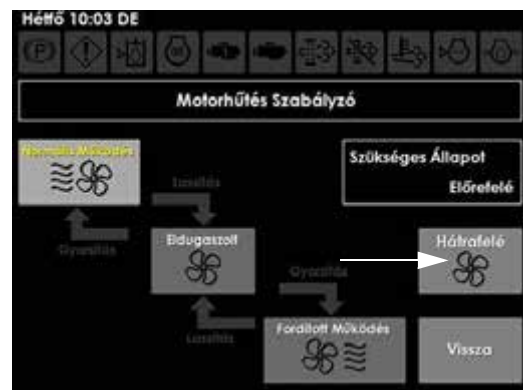 Hétfő 10:03 DE
Motorhűtés Szabályzó
Normális Működés
Szükséges Állapot
Előrefelé
Lassítás
Gyorsítás
Eldugaszolt
Hátrafelé
Gyorsítás
Lassítás
Fordított Működés
Vissza